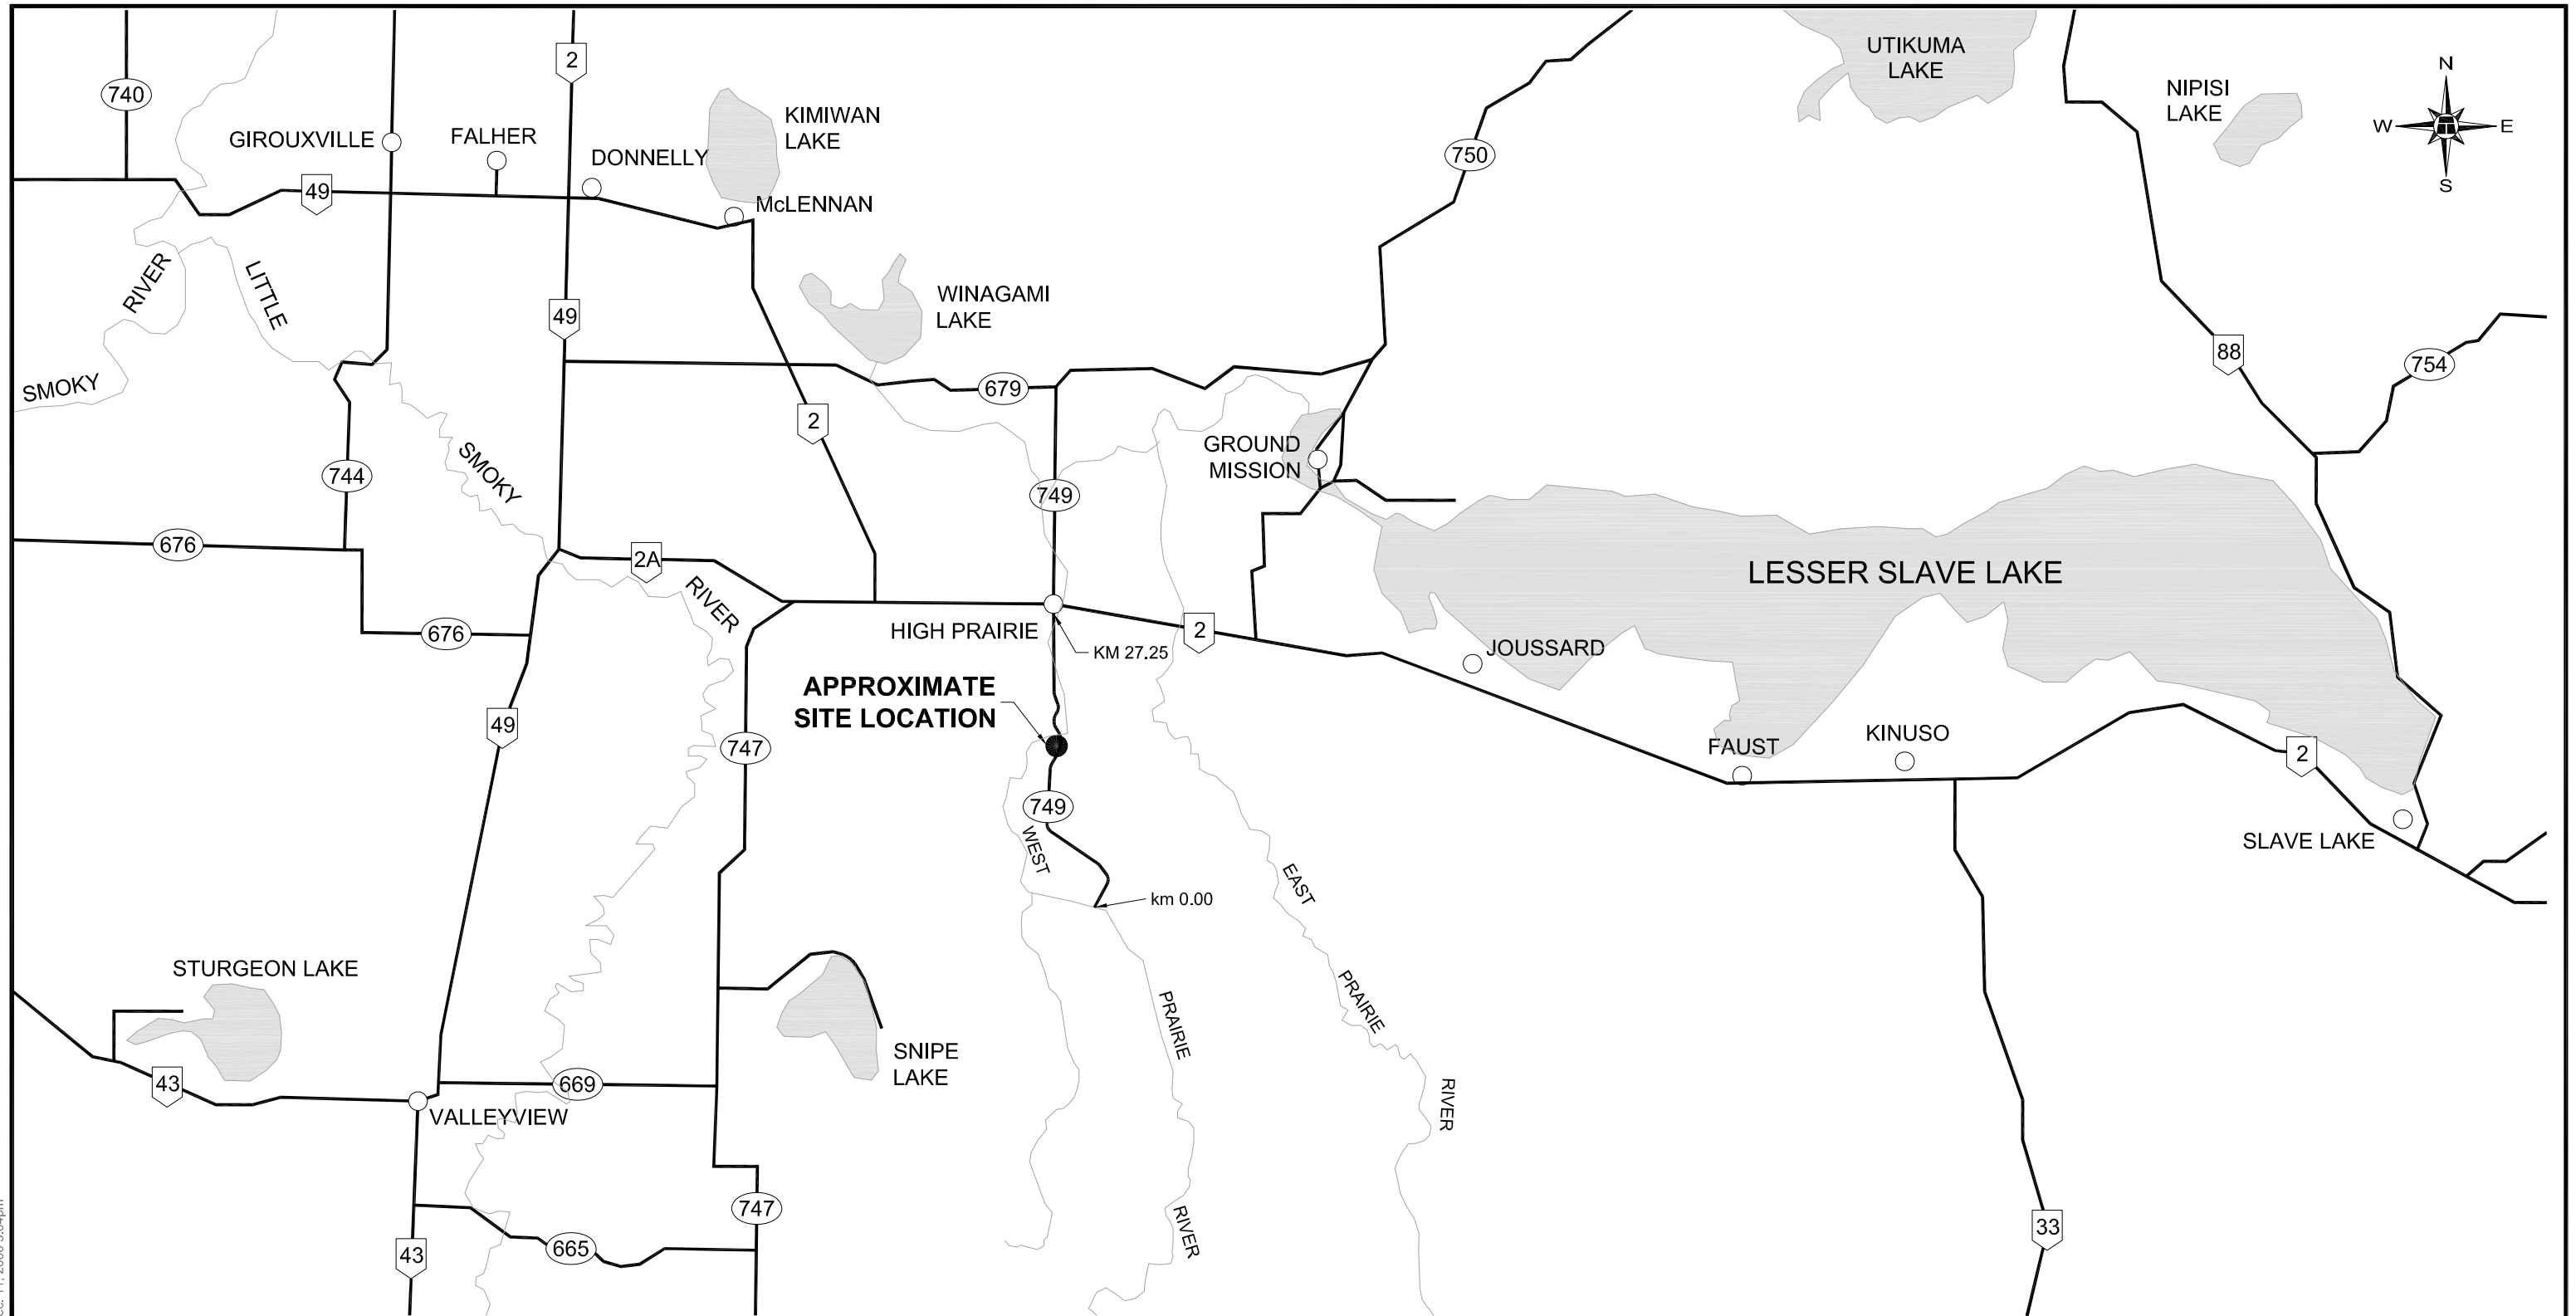 UTIKUMA
LAKE
NIPISI
LAKE
N
W
E
S
2
740
KIMIWAN
LAKE
GIROUXVILLE
FALHER
DONNELLY
750
49
McLENNAN
RIVER
LITTLE
WINAGAMI
LAKE
49
88
754
SMOKY
679
2
GROUND
MISSION
744
SMOKY
749
676
2A
LESSER SLAVE LAKE
RIVER
676
HIGH PRAIRIE
2
KM 27.25
JOUSSARD
APPROXIMATE
SITE LOCATION
49
747
FAUST
KINUSO
2
749
WEST
SLAVE LAKE
EAST
km 0.00
STURGEON LAKE
PRAIRIE
PRAIRIE
SNIPE
LAKE
43
669
RIVER
VALLEYVIEW
747
RIVER
33
43
665